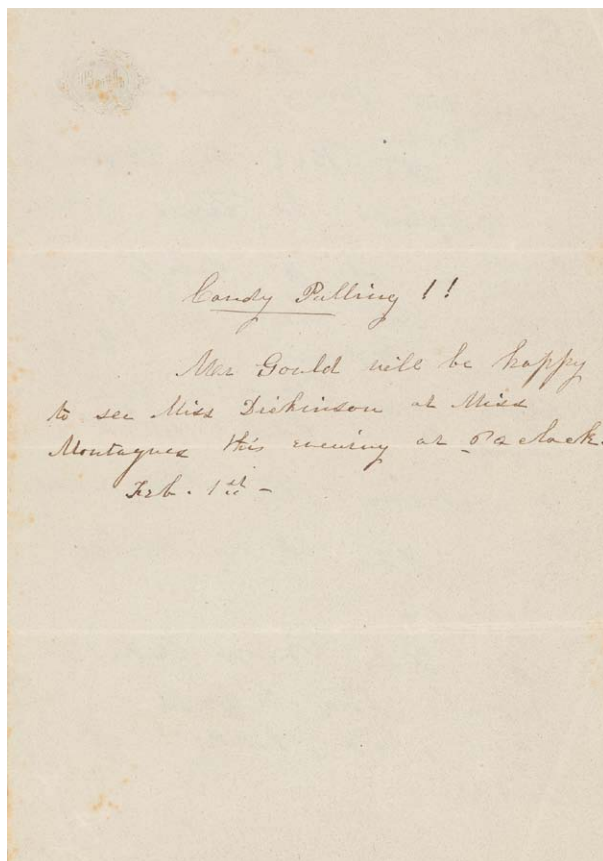 Candy Pulling !!
Mr Gould will be happy
to see Miss Dickinson at Miss
Montagues this evening at 6 o clock.
Feb. 1st –